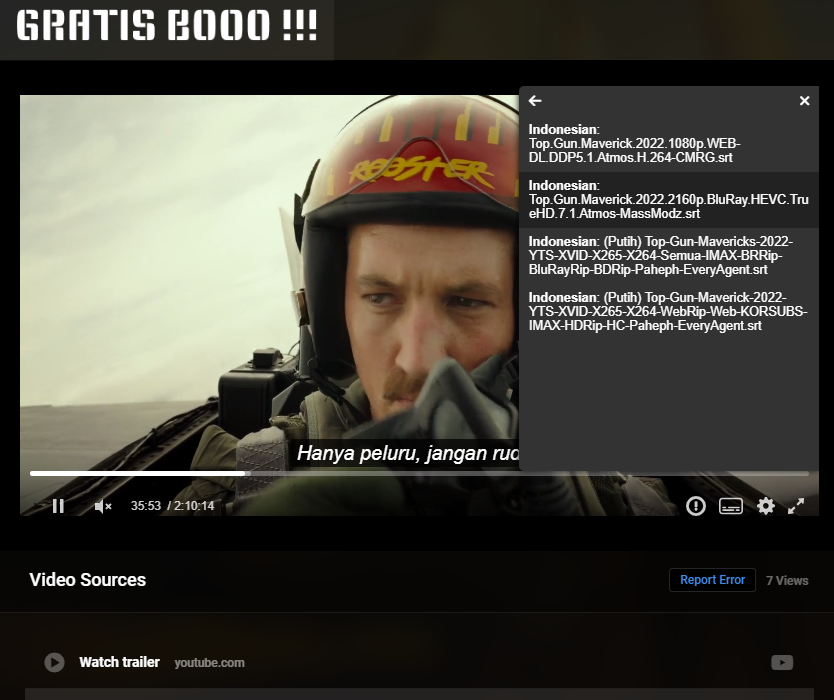 GRATIS BOOO !!!
ROOSTER
Indonesian:
Top.Gun.Maverick.2022.1080p.WEB-
DL.DDP5.1.Atmos.H.264-CMRG.srt
Indonesian:
Top.Gun.Maverick.2022.2160p.BluRay.HEVC.Tru
eHD.7.1.Atmos-MassModz.srt
Indonesian: (Putih) Top-Gun-Mavericks-2022-
YTS-XVID-X265-X264-Semua-IMAX-BRRip-
BluRayRip-BDRip-Paheph-EveryAgent.srt
Indonesian: (Putih) Top-Gun-Maverick-2022-
YTS-XVID-X265-X264-WebRip-Web-KORSUBS-
IMAX-HDRip-HC-Paheph-EveryAgent.srt
Hanya peluru, jangan
35:53 / 2:10:14
Video Sources
Report Error
7 Views
Watch trailer youtube.com